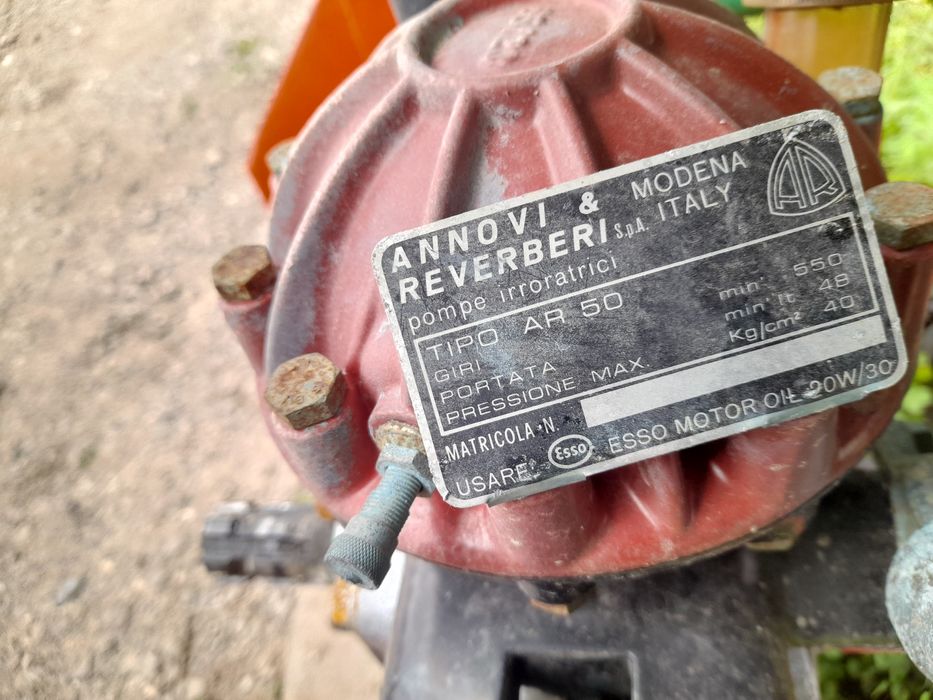 ANNOVI & MODENA
REVERBERI S.p.A. ITALY
AR
pompe irroratrici
TIPO AR 50
GIRI min' 550
PORTATA min' lt 48
PRESSIONE MAX. Kg/cm² 40
MATRICOLA N.
USARE Esso ESSO MOTOR OIL 20W/30